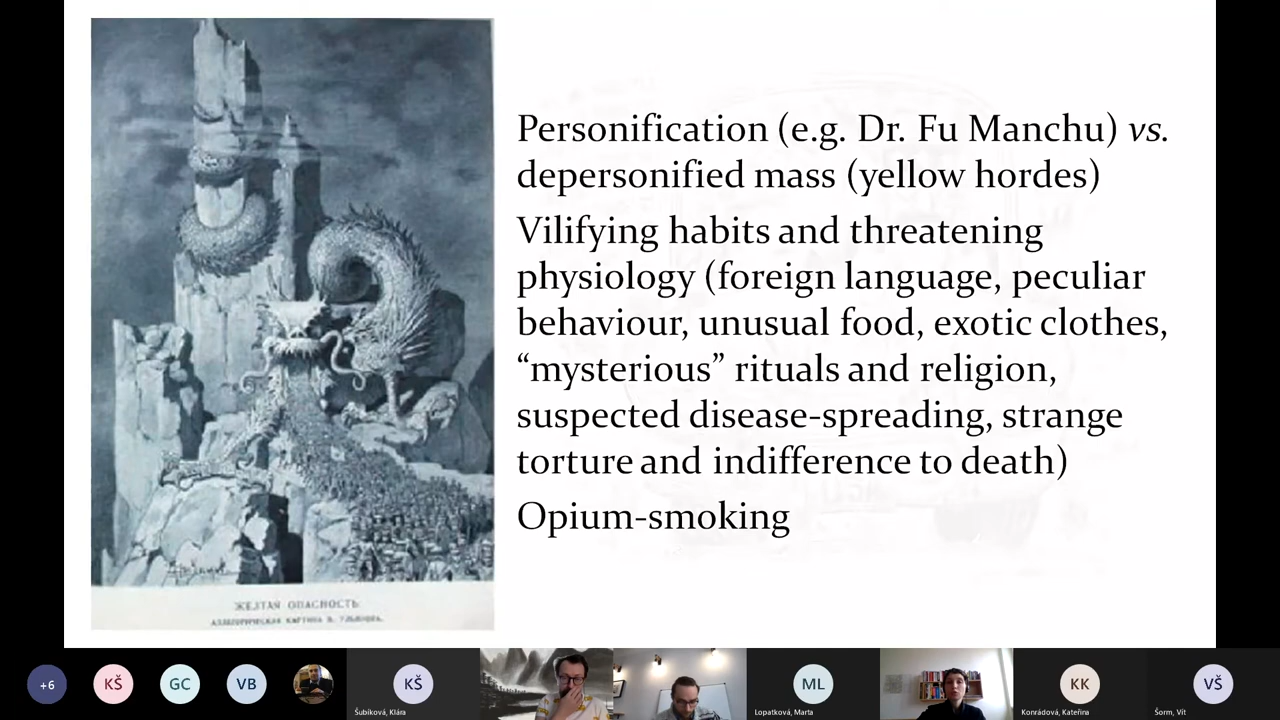 Personification (e.g. Dr. Fu Manchu) vs.
depersonified mass (yellow hordes)
Vilifying habits and threatening
physiology (foreign language, peculiar
behaviour, unusual food, exotic clothes,
“mysterious” rituals and religion,
suspected disease-spreading, strange
torture and indifference to death)
Opium-smoking
ЖЕЛТАЯ ОПАСНОСТЬ
АЛЛЕГОРИЧЕСКАЯ КАРТИНА
+6
KŠ
GC
VB
KŠ
Šubíková, Klára
ML
Lopatková, Marta
KK
Konrádová, Kateřina
VŠ
Šorm, Vít